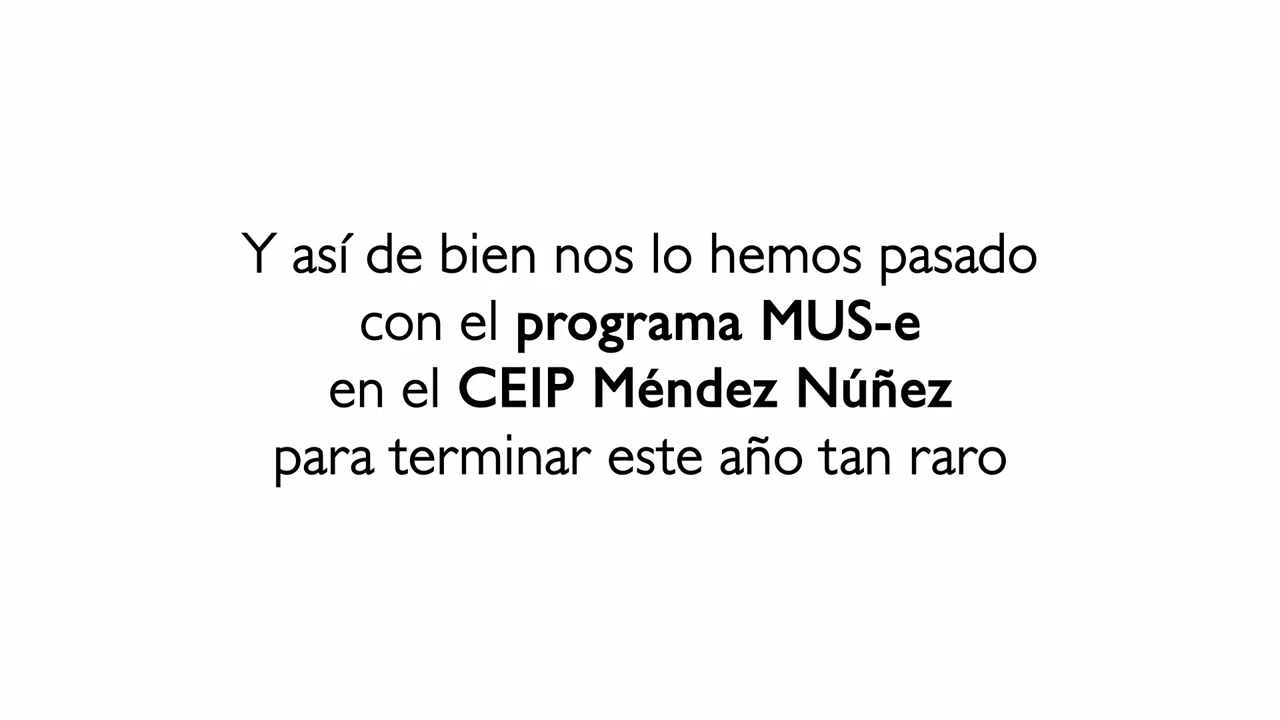 Y así de bien nos lo hemos pasado
con el programa MUS-e
en el CEIP Méndez Núñez
para terminar este año tan raro